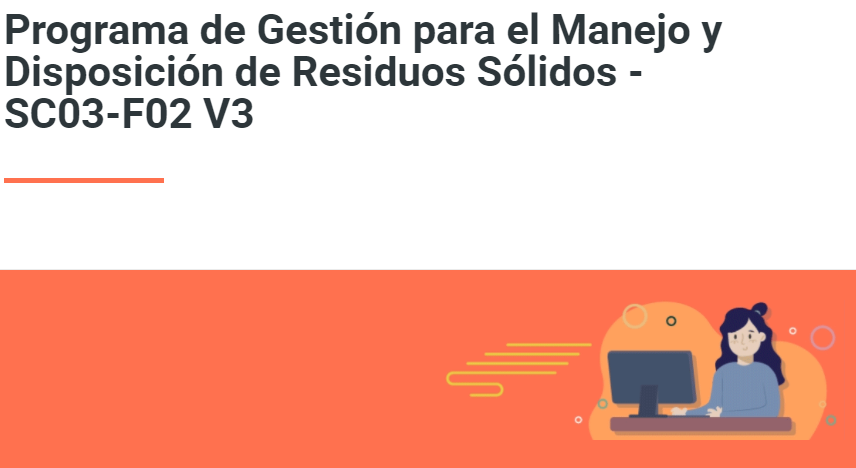 Programa de Gestión para el Manejo y
Disposición de Residuos Sólidos -
SC03-F02 V3